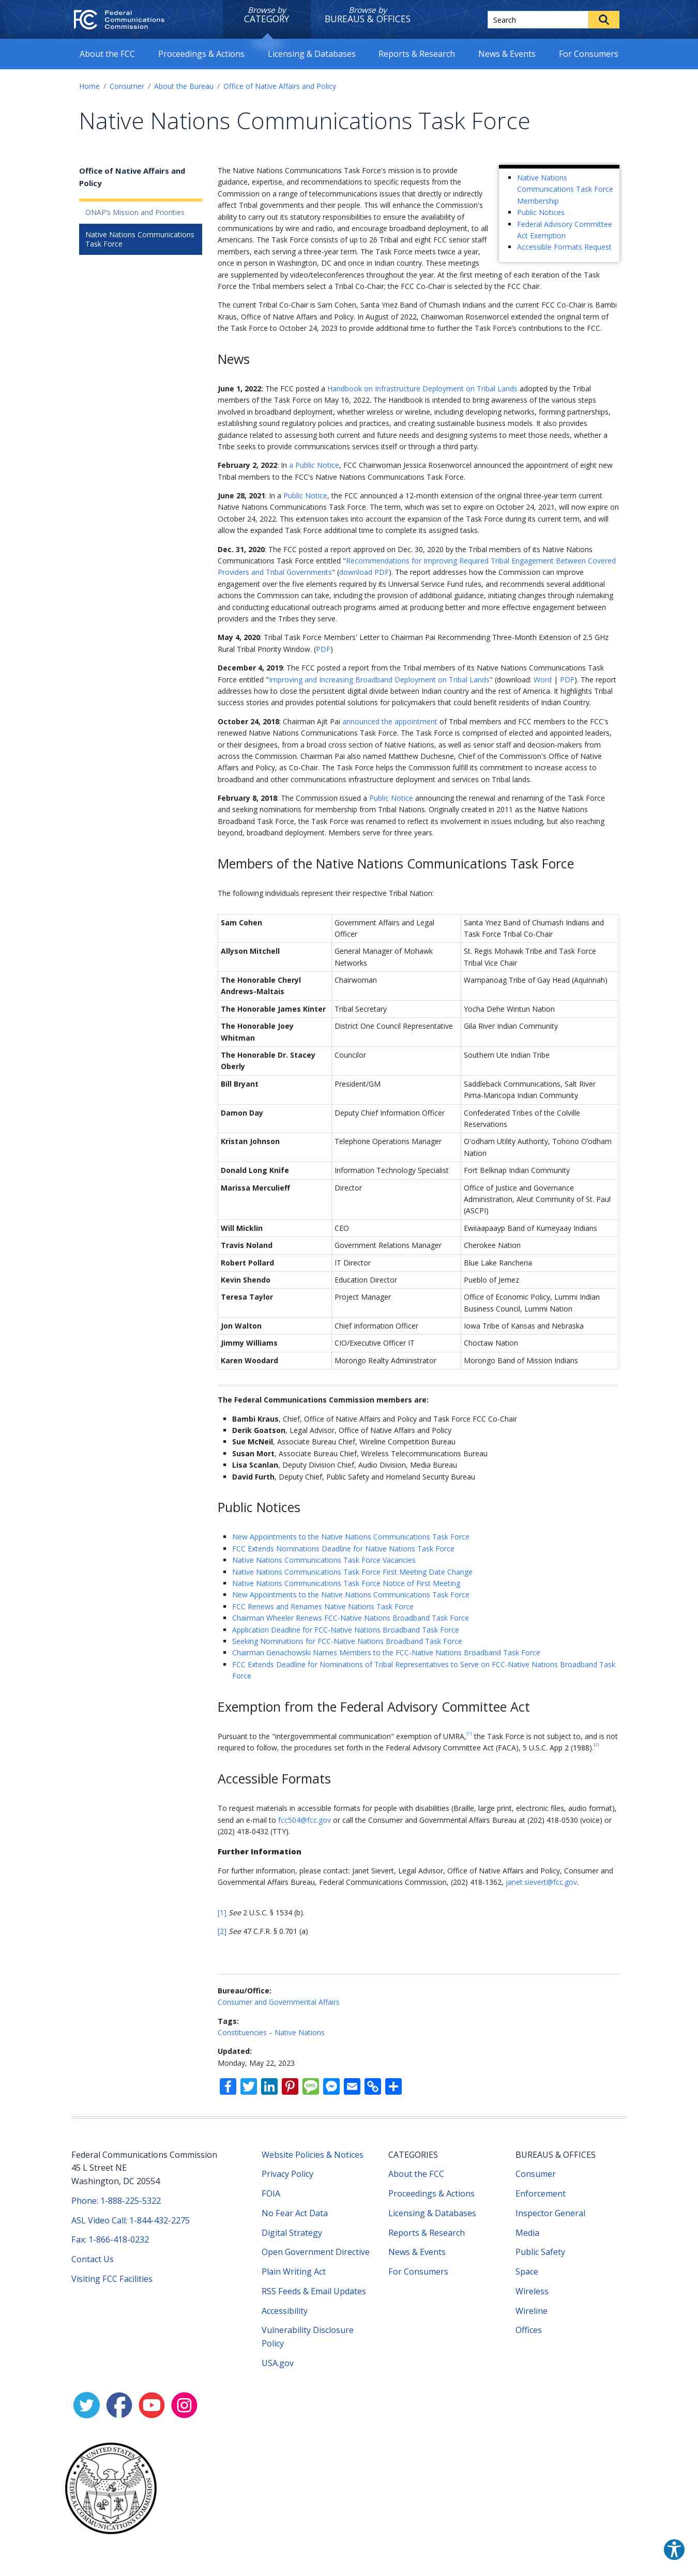 Federal
Communications
Commission
Browse by
CATEGORY
Browse by
BUREAUS & OFFICES
Search
About the FCC
Proceedings & Actions
Licensing & Databases
Reports & Research
News & Events
For Consumers
Home / Consumer / About the Bureau / Office of Native Affairs and Policy
Native Nations Communications Task Force
Office of Native Affairs and
Policy
ONAP's Mission and Priorities
Native Nations Communications
Task Force
The Native Nations Communications Task Force's mission is to provide
guidance, expertise, and recommendations to specific requests from the
Commission on a range of telecommunications issues that directly or indirectly
affect Tribal governments and their people. This will enhance the Commission's
ability to carry out its statutory responsibilities to encourage the availability of
communications by wire and radio, and broadband deployment, to all
Americans. The Task Force consists of up to 26 Tribal and eight FCC senior staff
members, each serving a three-year term. The Task Force meets twice a year,
once in person in Washington, DC and once in Indian country. These meetings
are supplemented by video/teleconferences throughout the year. At the first meeting of each iteration of the Task
Force the Tribal members select a Tribal Co-Chair; the FCC Co-Chair is selected by the FCC Chair.
Native Nations
Communications Task Force
Membership
Public Notices
Federal Advisory Committee
Act Exemption
Accessible Formats Request
The current Tribal Co-Chair is Sam Cohen, Santa Ynez Band of Chumash Indians and the current FCC Co-Chair is Bambi
Kraus, Office of Native Affairs and Policy. In August of 2022, Chairwoman Rosenworcel extended the original term of
the Task Force to October 24, 2023 to provide additional time to further the Task Force's contributions to the FCC.
News
June 1, 2022: The FCC posted a Handbook on Infrastructure Deployment on Tribal Lands adopted by the Tribal
members of the Task Force on May 16, 2022. The Handbook is intended to bring awareness of the various steps
involved in broadband deployment, whether wireless or wireline, including developing networks, forming partnerships,
establishing sound regulatory policies and practices, and creating sustainable business models. It also provides
guidance related to assessing both current and future needs and designing systems to meet those needs, whether a
Tribe seeks to provide communications services itself or through a third party.
February 2, 2022: In a Public Notice, FCC Chairwoman Jessica Rosenworcel announced the appointment of eight new
Tribal members to the FCC's Native Nations Communications Task Force.
June 28, 2021: In a Public Notice, the FCC announced a 12-month extension of the original three-year term current
Native Nations Communications Task Force. The term, which was set to expire on October 24, 2021, will now expire on
October 24, 2022. This extension takes into account the expansion of the Task Force during its current term, and will
allow the expanded Task Force additional time to complete its assigned tasks.
Dec. 31, 2020: The FCC posted a report approved on Dec. 30, 2020 by the Tribal members of its Native Nations
Communications Task Force entitled "Recommendations for Improving Required Tribal Engagement Between Covered
Providers and Tribal Governments" (download PDF). The report addresses how the Commission can improve
engagement over the five elements required by its Universal Service Fund rules, and recommends several additional
actions the Commission can take, including the provision of additional guidance, initiating changes through rulemaking
and conducting educational outreach programs aimed at producing better and more effective engagement between
providers and the Tribes they serve.
May 4, 2020: Tribal Task Force Members' Letter to Chairman Pai Recommending Three-Month Extension of 2.5 GHz
Rural Tribal Priority Window. (PDF)
December 4, 2019: The FCC posted a report from the Tribal members of its Native Nations Communications Task
Force entitled "Improving and Increasing Broadband Deployment on Tribal Lands" (download: Word | PDF). The report
addresses how to close the persistent digital divide between Indian country and the rest of America. It highlights Tribal
success stories and provides potential solutions for policymakers that could benefit residents of Indian Country.
October 24, 2018: Chairman Ajit Pai announced the appointment of Tribal members and FCC members to the FCC's
renewed Native Nations Communications Task Force. The Task Force is comprised of elected and appointed leaders,
or their designees, from a broad cross section of Native Nations, as well as senior staff and decision-makers from
across the Commission. Chairman Pai also named Matthew Duchesne, Chief of the Commission's Office of Native
Affairs and Policy, as Co-Chair. The Task Force helps the Commission fulfill its commitment to increase access to
broadband and other communications infrastructure deployment and services on Tribal lands.
February 8, 2018: The Commission issued a Public Notice announcing the renewal and renaming of the Task Force
and seeking nominations for membership from Tribal Nations. Originally created in 2011 as the Native Nations
Broadband Task Force, the Task Force was renamed to reflect its involvement in issues including, but also reaching
beyond, broadband deployment. Members serve for three years.
Members of the Native Nations Communications Task Force
The following individuals represent their respective Tribal Nation:
Sam Cohen
Government Affairs and Legal
Officer
Santa Ynez Band of Chumash Indians and
Task Force Tribal Co-Chair
Allyson Mitchell
General Manager of Mohawk
Networks
St. Regis Mohawk Tribe and Task Force
Tribal Vice Chair
The Honorable Cheryl
Andrews-Maltais
Chairwoman
Wampanoag Tribe of Gay Head (Aquinnah)
The Honorable James Kinter
Tribal Secretary
Yocha Dehe Wintun Nation
The Honorable Joey
Whitman
District One Council Representative
Gila River Indian Community
The Honorable Dr. Stacey
Oberly
Councilor
Southern Ute Indian Tribe
Bill Bryant
President/GM
Saddleback Communications, Salt River
Pima-Maricopa Indian Community
Damon Day
Deputy Chief Information Officer
Confederated Tribes of the Colville
Reservations
Kristan Johnson
Telephone Operations Manager
O'odham Utility Authority, Tohono O'odham
Nation
Donald Long Knife
Information Technology Specialist
Fort Belknap Indian Community
Marissa Merculieff
Director
Office of Justice and Governance
Administration, Aleut Community of St. Paul
(ASCPI)
Will Micklin
CEO
Ewiiaapaayp Band of Kumeyaay Indians
Travis Noland
Government Relations Manager
Cherokee Nation
Robert Pollard
IT Director
Blue Lake Rancheria
Kevin Shendo
Education Director
Pueblo of Jemez
Teresa Taylor
Project Manager
Office of Economic Policy, Lummi Indian
Business Council, Lummi Nation
Jon Walton
Chief Information Officer
Iowa Tribe of Kansas and Nebraska
Jimmy Williams
CIO/Executive Officer IT
Choctaw Nation
Karen Woodard
Morongo Realty Administrator
Morongo Band of Mission Indians
The Federal Communications Commission members are:
Bambi Kraus, Chief, Office of Native Affairs and Policy and Task Force FCC Co-Chair
Derik Goatson, Legal Advisor, Office of Native Affairs and Policy
Sue McNeil, Associate Bureau Chief, Wireline Competition Bureau
Susan Mort, Associate Bureau Chief, Wireless Telecommunications Bureau
Lisa Scanlan, Deputy Division Chief, Audio Division, Media Bureau
David Furth, Deputy Chief, Public Safety and Homeland Security Bureau
Public Notices
New Appointments to the Native Nations Communications Task Force
FCC Extends Nominations Deadline for Native Nations Task Force
Native Nations Communications Task Force Vacancies
Native Nations Communications Task Force First Meeting Date Change
Native Nations Communications Task Force Notice of First Meeting
New Appointments to the Native Nations Communications Task Force
FCC Renews and Renames Native Nations Task Force
Chairman Wheeler Renews FCC-Native Nations Broadband Task Force
Application Deadline for FCC-Native Nations Broadband Task Force
Seeking Nominations for FCC-Native Nations Broadband Task Force
Chairman Genachowski Names Members to the FCC-Native Nations Broadband Task Force
FCC Extends Deadline for Nominations of Tribal Representatives to Serve on FCC-Native Nations Broadband Task
Force
Exemption from the Federal Advisory Committee Act
Pursuant to the "intergovernmental communication" exemption of UMRA,[1] the Task Force is not subject to, and is not
required to follow, the procedures set forth in the Federal Advisory Committee Act (FACA), 5 U.S.C. App 2 (1988).[2]
Accessible Formats
To request materials in accessible formats for people with disabilities (Braille, large print, electronic files, audio format),
send an e-mail to fcc504@fcc.gov or call the Consumer and Governmental Affairs Bureau at (202) 418-0530 (voice) or
(202) 418-0432 (TTY).
Further Information
For further information, please contact: Janet Sievert, Legal Advisor, Office of Native Affairs and Policy, Consumer and
Governmental Affairs Bureau, Federal Communications Commission, (202) 418-1362, janet.sievert@fcc.gov.
[1] See 2 U.S.C. § 1534 (b).
[2] See 47 C.F.R. § 0.701 (a)
Bureau/Office:
Consumer and Governmental Affairs
Tags:
Constituencies - Native Nations
Updated:
Monday, May 22, 2023
Federal Communications Commission
45 L Street NE
Washington, DC 20554
Phone: 1-888-225-5322
ASL Video Call: 1-844-432-2275
Fax: 1-866-418-0232
Contact Us
Visiting FCC Facilities
Website Policies & Notices
Privacy Policy
FOIA
No Fear Act Data
Digital Strategy
Open Government Directive
Plain Writing Act
RSS Feeds & Email Updates
Accessibility
Vulnerability Disclosure
Policy
USA.gov
CATEGORIES
About the FCC
Proceedings & Actions
Licensing & Databases
Reports & Research
News & Events
For Consumers
BUREAUS & OFFICES
Consumer
Enforcement
Inspector General
Media
Public Safety
Space
Wireless
Wireline
Offices
UNITED STATES
FEDERAL COMMUNICATIONS COMMISSION